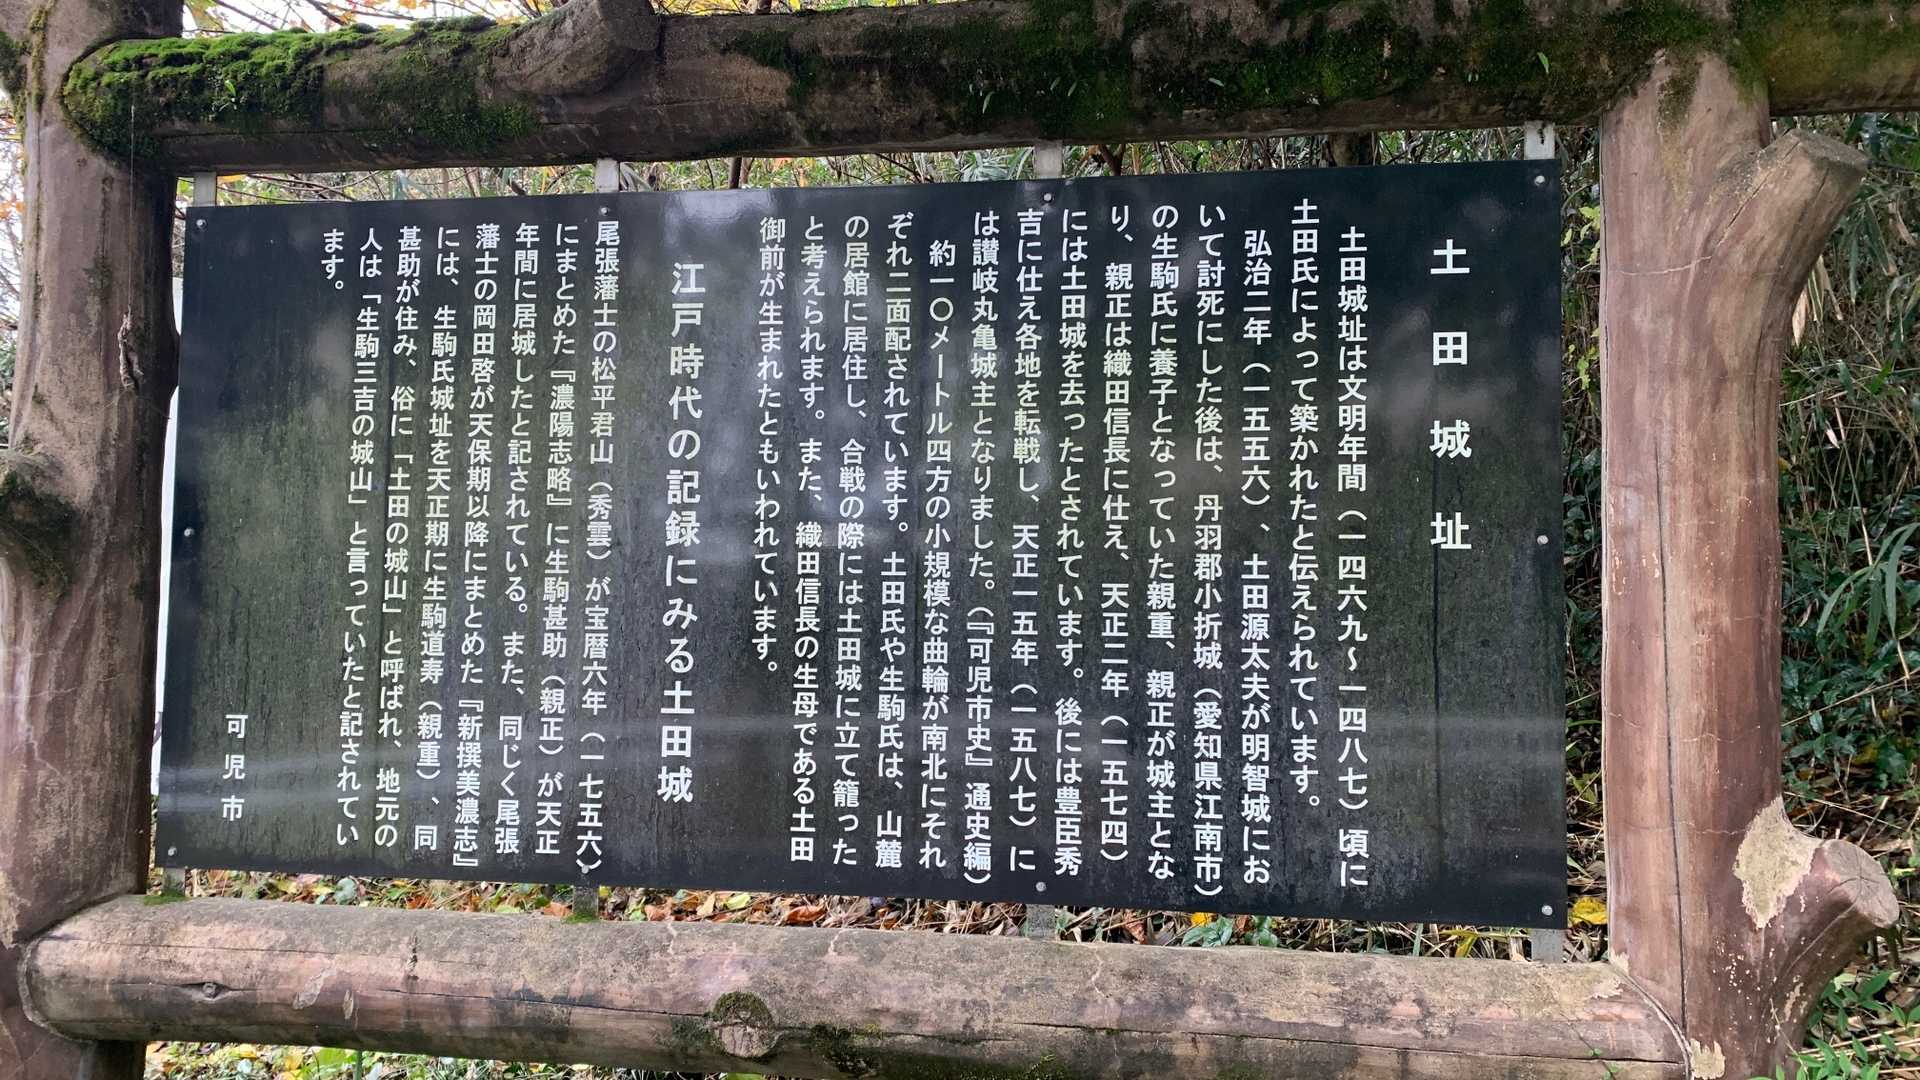 土田城址
土田城址は文明年間（一四六九～一四八七）頃に
土田氏によって築かれたと伝えられています。
弘治二年（一五五六）、土田源太夫が明智城にお
いて討死にした後は、丹羽郡小折城（愛知県江南市）
の生駒氏に養子となっていた親重、親正が城主とな
り、親正は織田信長に仕え、天正二年（一五七四）
には土田城を去ったとされています。後には豊臣秀
吉に仕え各地を転戦し、天正一五年（一五八七）に
は讃岐丸亀城主となりました。（『可児市史』通史編）
約一〇メートル四方の小規模な曲輪が南北にそれ
ぞれ二面配されています。土田氏や生駒氏は、山麓
の居館に居住し、合戦の際には土田城に立て籠った
と考えられます。また、織田信長の生母である土田
御前が生まれたともいわれています。
江戸時代の記録にみる土田城
尾張藩士の松平君山（秀雲）が宝暦六年（一七五六）
にまとめた『濃陽志略』に生駒甚助（親正）が天正
年間に居城したと記されている。また、同じく尾張
藩士の岡田啓が天保期以降にまとめた『新撰美濃志』
には、生駒氏城址を天正期に生駒道寿（親重）、同
甚助が住み、俗に「土田の城山」と呼ばれ、地元の
人は「生駒三吉の城山」と言っていたと記されてい
ます。
可児市